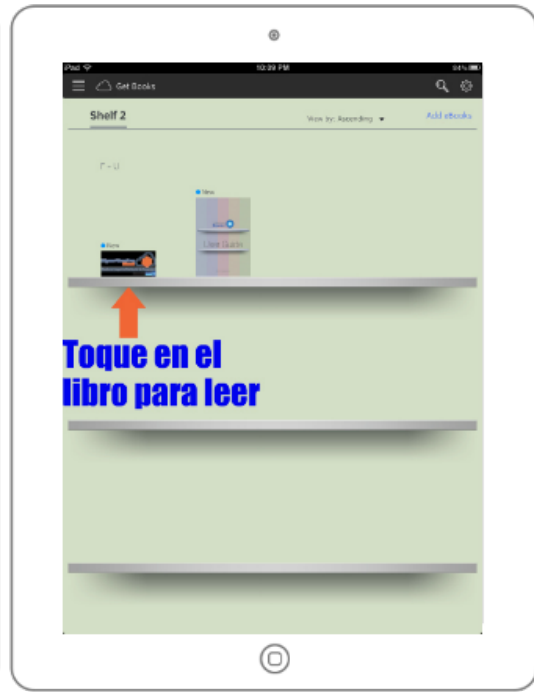 iPad 10:39 PM 94%
Get Books
Shelf 2 View by: Ascending Add eBooks
F - U
New
User Guide
New
Toque en el
libro para leer